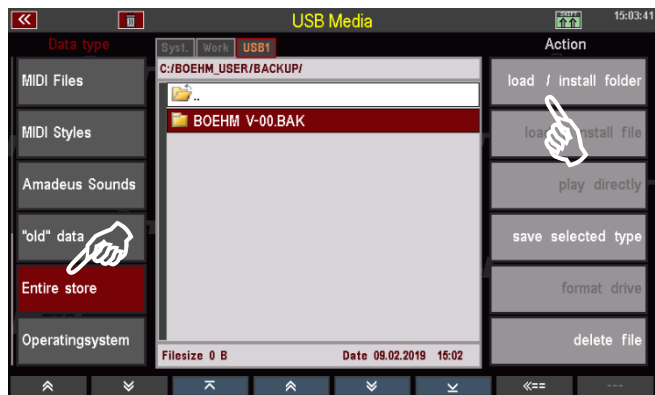 USB Media
15:03:41
Data type
Syst. Work USB1
Action
C:/BOEHM_USER/BACKUP/
MIDI Files
..
load / install folder
BOEHM V-00.BAK
MIDI Styles
install file
Amadeus Sounds
play directly
"old" data
save selected type
Entire store
format drive
Operatingsystem
delete file
Filesize 0 B Date 09.02.2019 15:02
«==
---